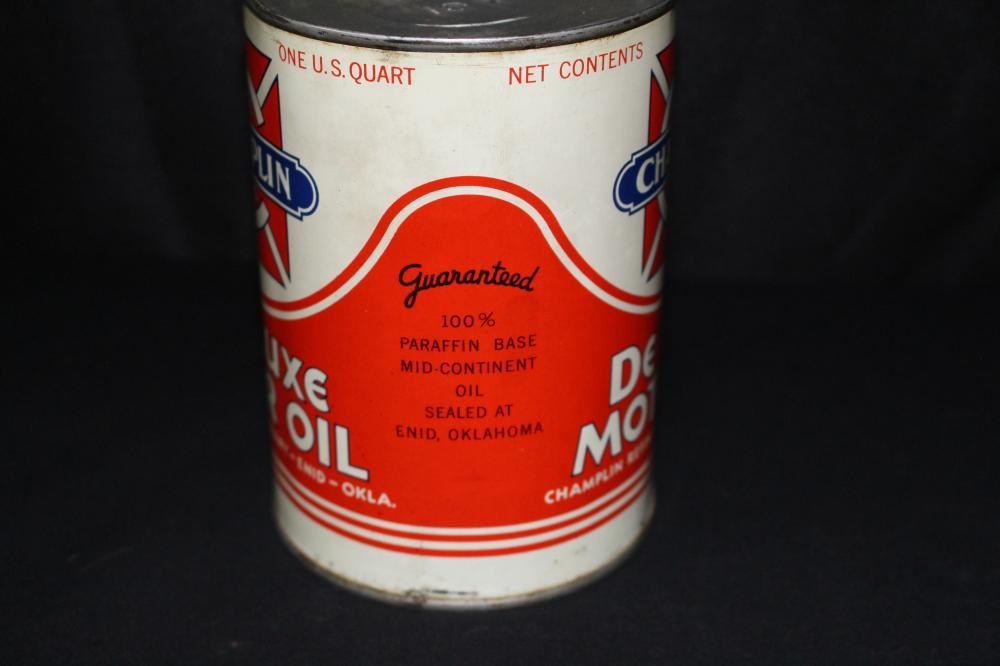 ONE U.S. QUART
NET CONTENTS
PLIN
CH
Guaranteed
100%
PARAFFIN BASE
MID-CONTINENT
OIL
SEALED AT
ENID, OKLAHOMA
UXE
OIL
ENID - OKLA.
DE
MOT
CHAMPLIN